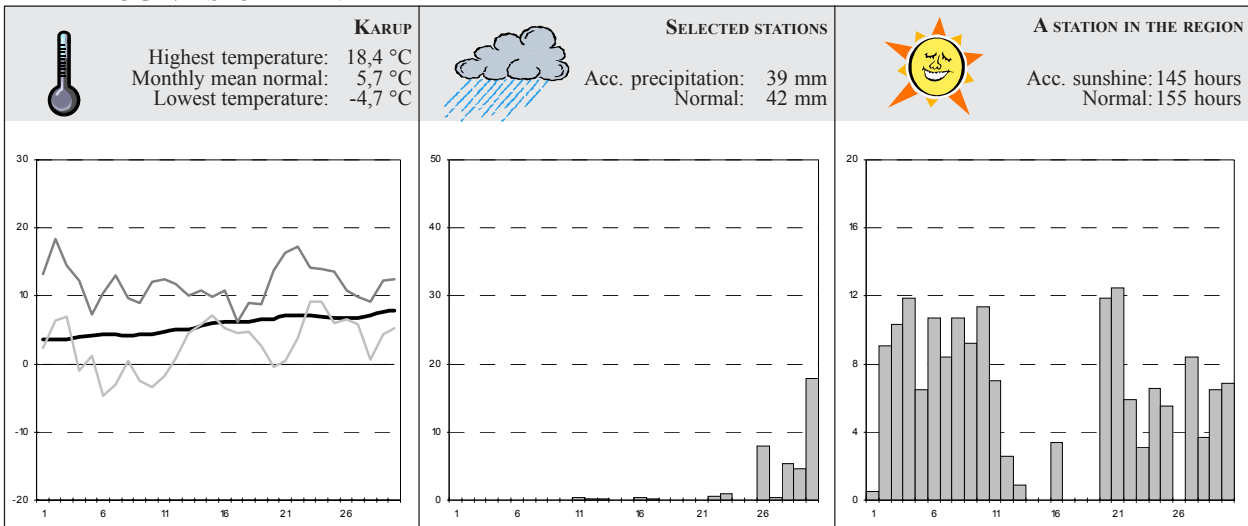 KARUP
Highest temperature: 18,4 °C
Monthly mean normal: 5,7 °C
Lowest temperature: -4,7 °C
30
20
10
0
-10
-20
1 6 11 16 21 26
SELECTED STATIONS
Acc. precipitation: 39 mm
Normal: 42 mm
50
40
30
20
10
0
1 6 11 16 21 26
A STATION IN THE REGION
Acc. sunshine: 145 hours
Normal: 155 hours
20
16
12
8
4
0
1 6 11 16 21 26